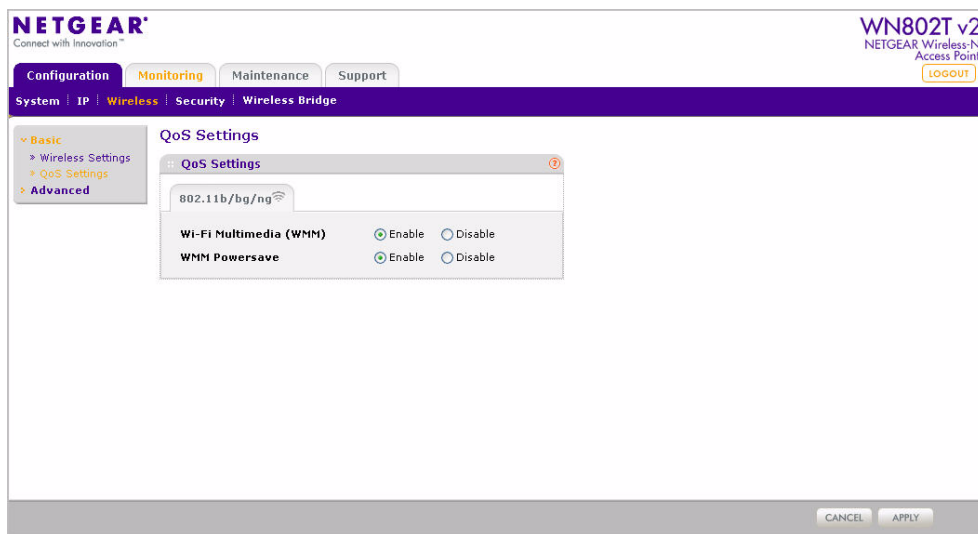 NETGEAR®
Connect with Innovation™
WN802T v2
NETGEAR Wireless-N
Access Point
LOGOUT
Configuration Monitoring Maintenance Support
System IP Wireless Security Wireless Bridge
Basic
Wireless Settings
QoS Settings
Advanced
QoS Settings
QoS Settings ?
802.11b/bg/ng
Wi-Fi Multimedia (WMM) Enable Disable
WMM Powersave Enable Disable
CANCEL APPLY